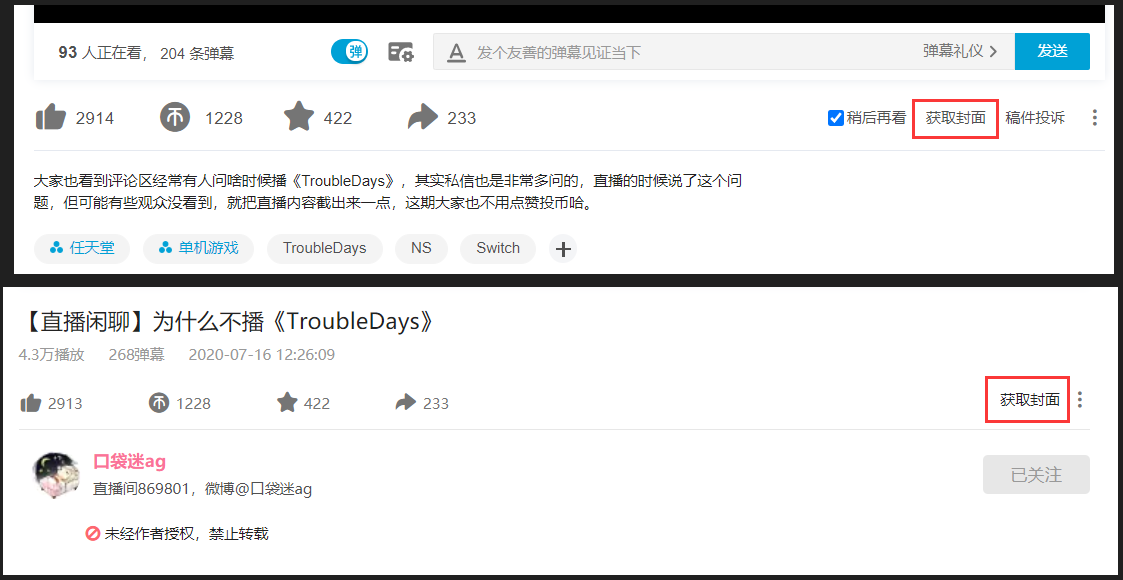 93 人正在看， 204 条弹幕 弹 发个友善的弹幕见证当下 弹幕礼仪 发送
2914 1228 422 233 稍后再看 获取封面 稿件投诉
大家也看到评论区经常有人问啥时候播《TroubleDays》，其实私信也是非常多问的，直播的时候说了这个问
题，但可能有些观众没看到，就把直播内容截出来一点，这期大家也不用点赞投币哈。
任天堂 单机游戏 TroubleDays NS Switch
【直播闲聊】为什么不播《TroubleDays》
4.3万播放 268弹幕 2020-07-16 12:26:09
2913 1228 422 233 获取封面
口袋迷ag
直播间869801，微博@口袋迷ag 已关注
未经作者授权，禁止转载